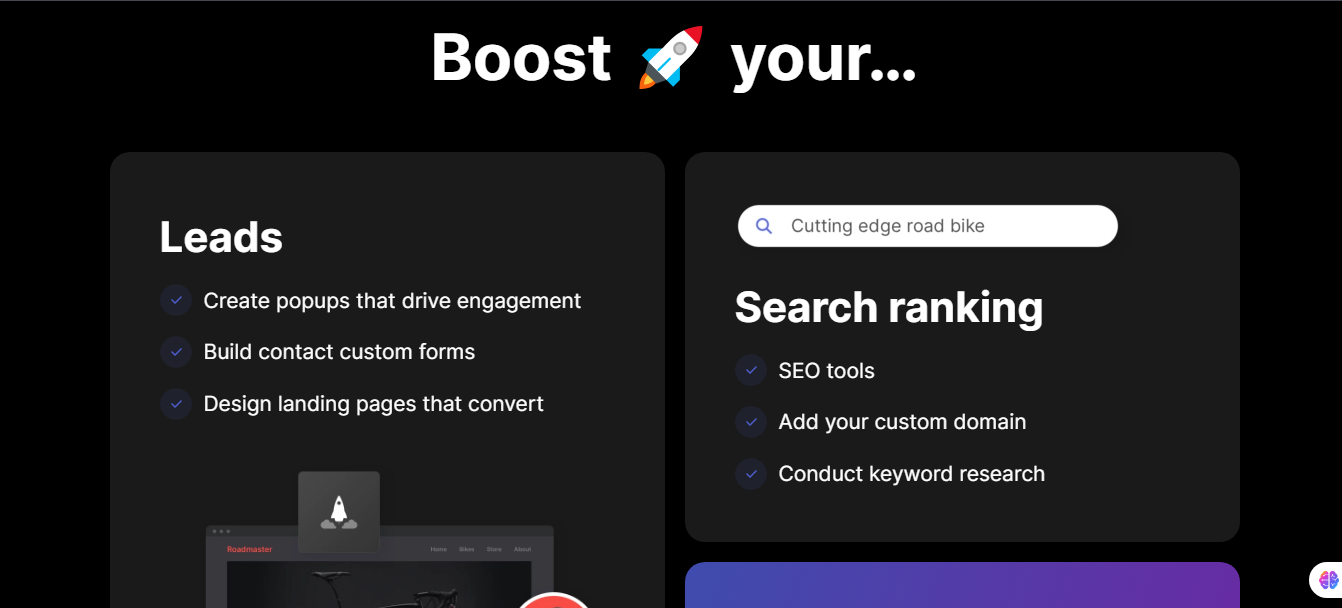 Boost 🚀 your...
Leads
Create popups that drive engagement
Build contact custom forms
Design landing pages that convert
Roadmaster
Home Bikes Store About
Cutting edge road bike
Search ranking
SEO tools
Add your custom domain
Conduct keyword research